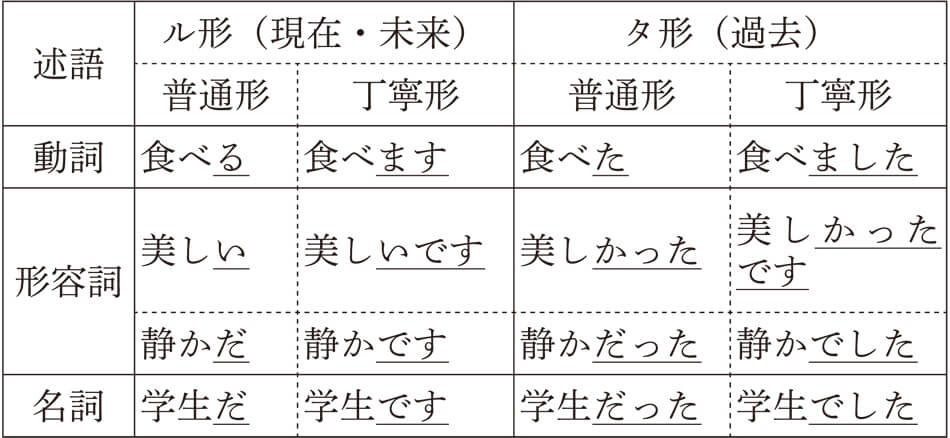 述語 ル形（現在・未来） タ形（過去）
普通形 丁寧形 普通形 丁寧形
動詞 食べる 食べます 食べた 食べました
形容詞 美しい 美しいです 美しかった 美しかった
です
静かだ 静かです 静かだった 静かでした
名詞 学生だ 学生です 学生だった 学生でした